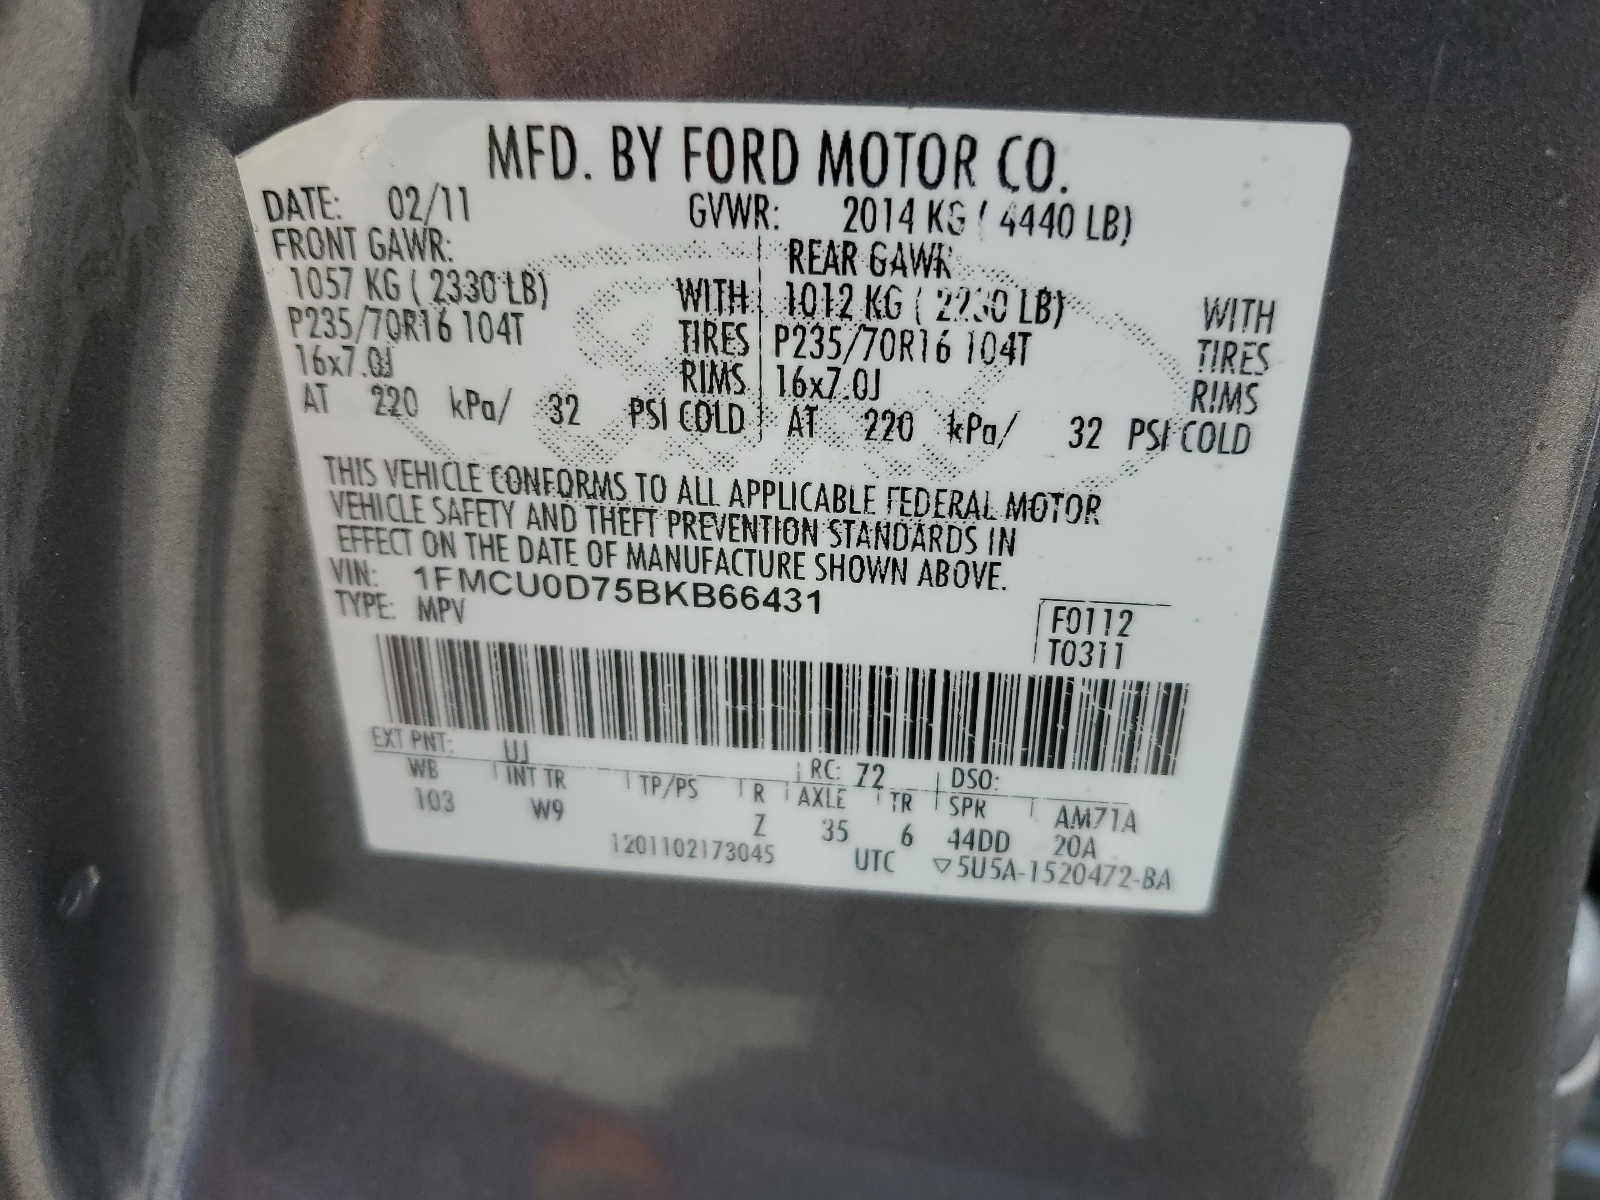 MFD. BY FORD MOTOR CO.
DATE: 02/11 GVWR: 2014 KG ( 4440 LB)
FRONT GAWR: REAR GAWR
1057 KG ( 2330 LB) WITH 1012 KG ( 2230 LB) WITH
P235/70R16 104T TIRES P235/70R16 104T TIRES
16x7.0J RIMS 16x7.0J RIMS
AT 220 kPa/ 32 PSI COLD AT 220 kPa/ 32 PSI COLD
THIS VEHICLE CONFORMS TO ALL APPLICABLE FEDERAL MOTOR
VEHICLE SAFETY AND THEFT PREVENTION STANDARDS IN
EFFECT ON THE DATE OF MANUFACTURE SHOWN ABOVE.
VIN: 1FMCU0D75BKB66431
TYPE: MPV F0112
T0311
EXT PNT: UJ RC: 72 DSO:
WB INT TR TP/PS R AXLE TR SPR AM71A
103 W9 Z 35 6 44DD 20A
1201102173045 UTC ▽5U5A-1520472-BA